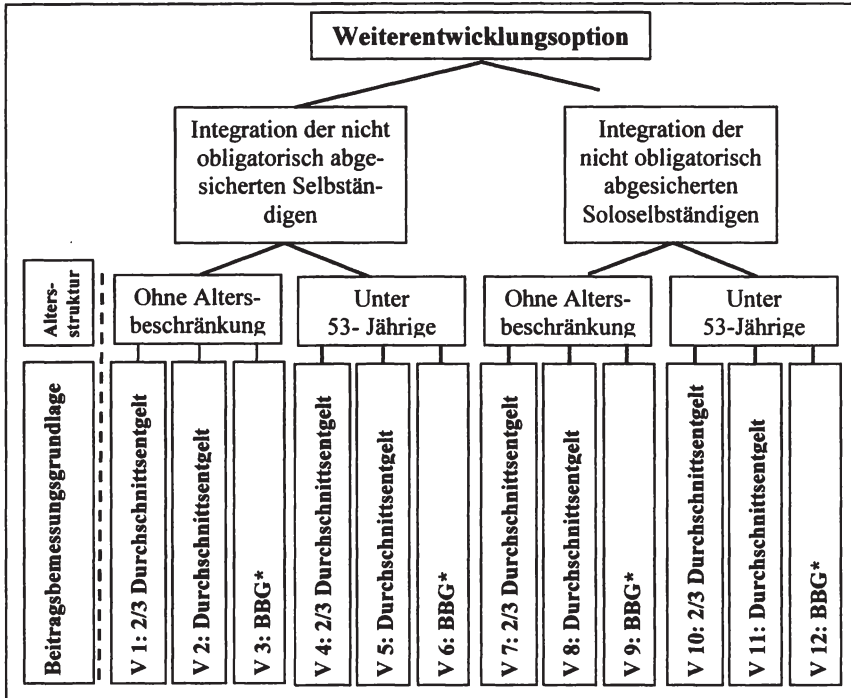 Weiterentwicklungsoption
Integration der nicht
obligatorisch abge-
sicherten Selbstän-
digen
Integration der
nicht obligatorisch
abgesicherten
Soloselbständigen
Alters-
struktur
Ohne Alters-
beschränkung
Unter
53- Jährige
Ohne Alters-
beschränkung
Unter
53-Jährige
Beitragsbemessungsgrundlage
V 1: 2/3 Durchschnittsentgelt
V 2: Durchschnittsentgelt
V 3: BBG*
V 4: 2/3 Durchschnittsentgelt
V 5: Durchschnittsentgelt
V 6: BBG*
V 7: 2/3 Durchschnittsentgelt
V 8: Durchschnittsentgelt
V 9: BBG*
V 10: 2/3 Durchschnittsentgelt
V 11: Durchschnittsentgelt
V 12: BBG*